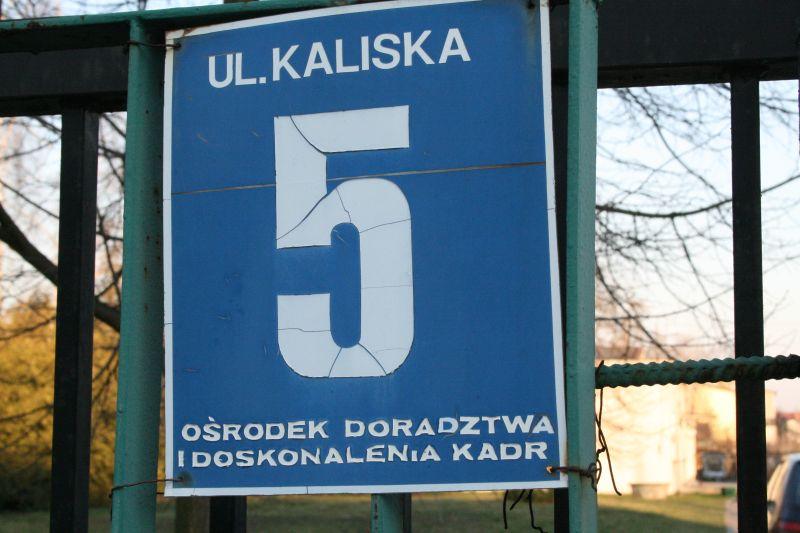 UL.KALISKA
5
OŚRODEK DORADZTWA
I DOSKONALENiA KADR